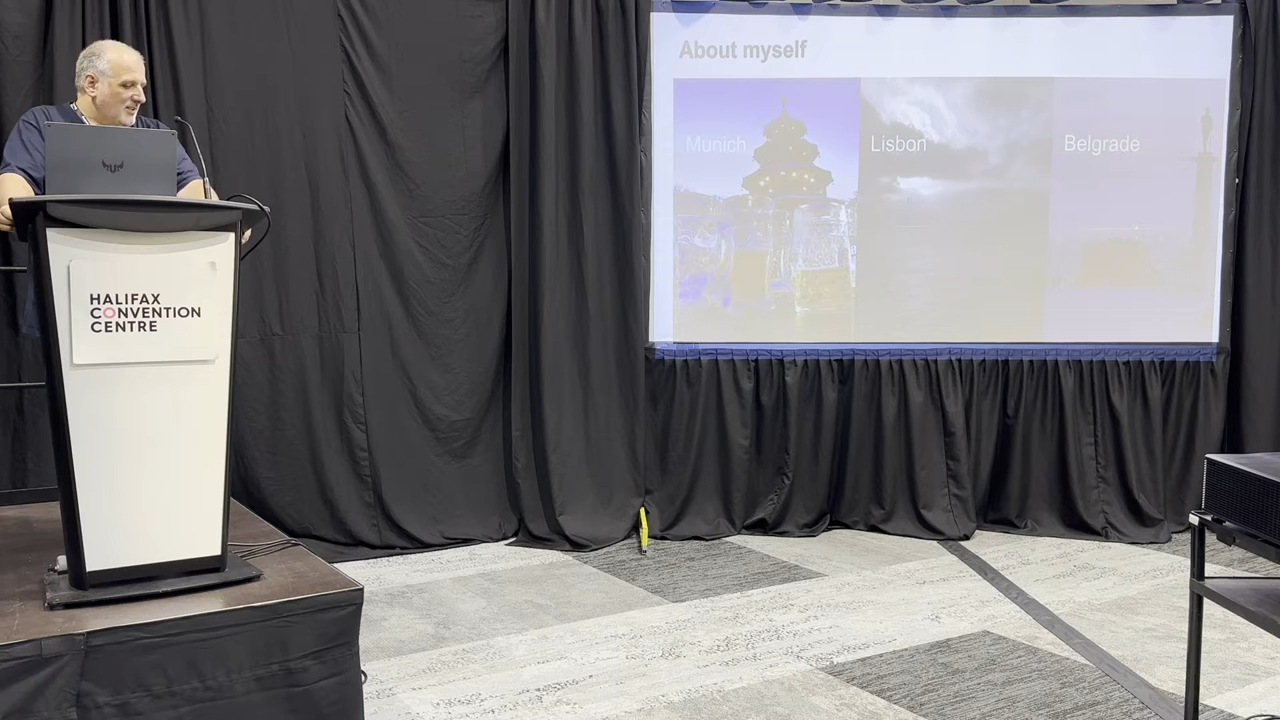 About myself
Munich
Lisbon
Belgrade
HALIFAX
CONVENTION
CENTRE